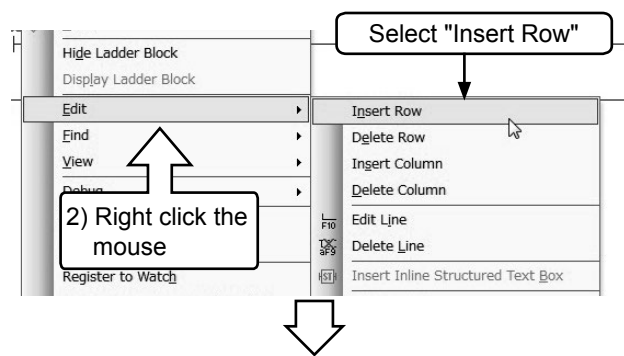 Select "Insert Row"
Hide Ladder Block
Display Ladder Block
Edit
Find
View
Debug
2) Right click the
mouse
Register to Watch
Insert Row
Delete Row
Insert Column
Delete Column
F10 Edit Line
aF9 Delete Line
ST Insert Inline Structured Text Box